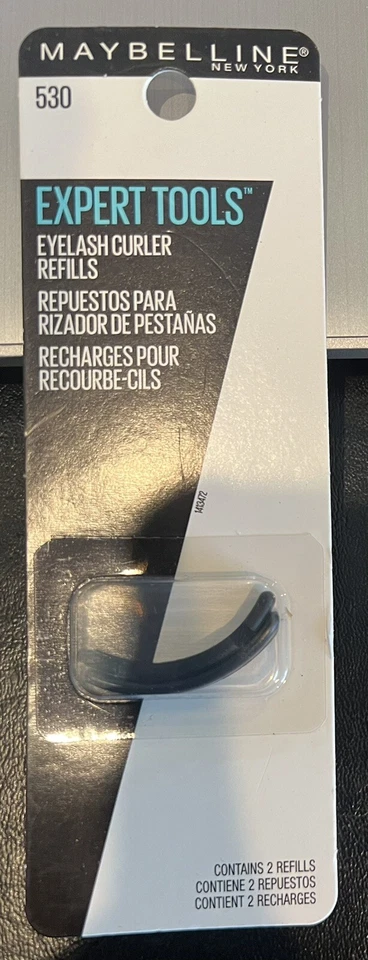 MAYBELLINE®
NEW YORK
530
EXPERT TOOLS™
EYELASH CURLER
REFILLS
REPUESTOS PARA
RIZADOR DE PESTAÑAS
RECHARGES POUR
RECOURBE-CILS
1413472
CONTAINS 2 REFILLS
CONTIENE 2 REPUESTOS
CONTIENT 2 RECHARGES